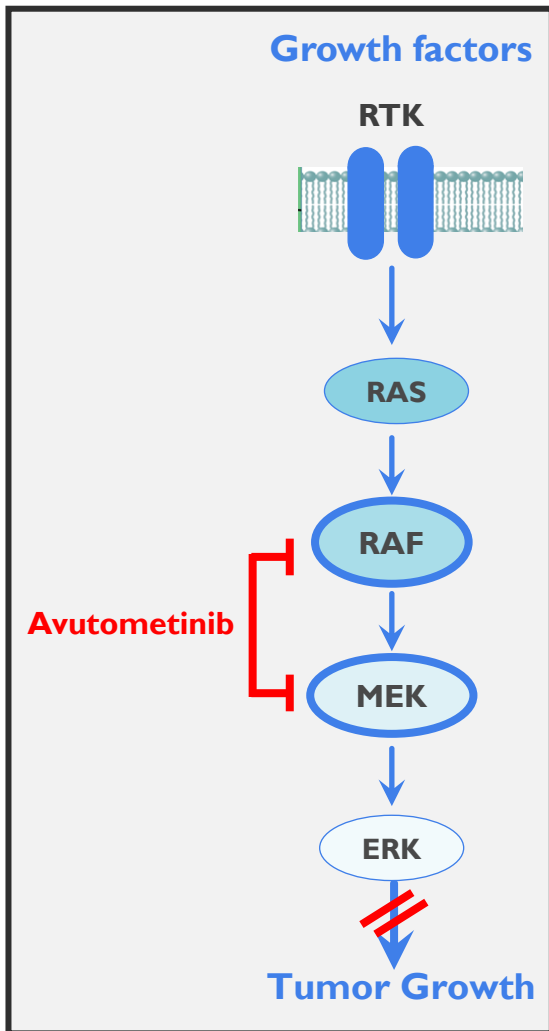 Growth factors
RTK
RAS
RAF
Avutometinib
MEK
ERK
Tumor Growth